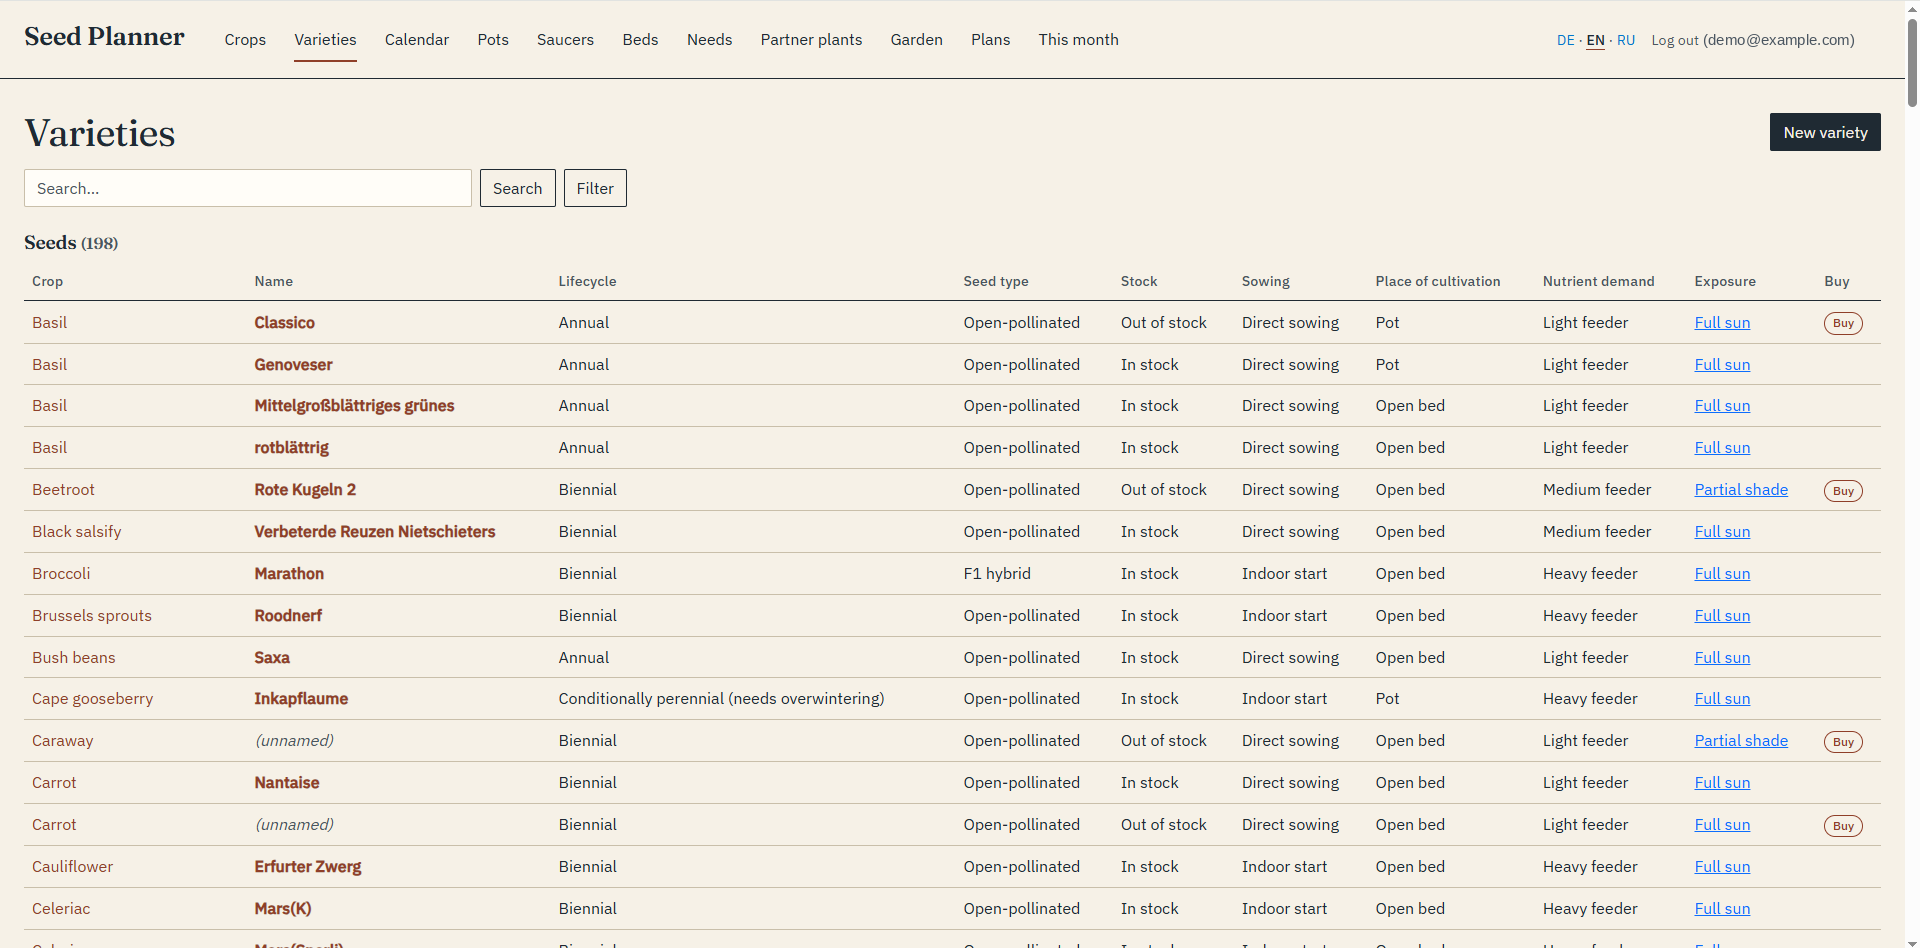 Seed Planner Crops Varieties Calendar Pots Saucers Beds Needs Partner plants Garden Plans This month DE · EN · RU Log out (demo@example.com)
Varieties New variety
Search... Search Filter
Seeds (198)
Crop Name Lifecycle Seed type Stock Sowing Place of cultivation Nutrient demand Exposure Buy
Basil Classico Annual Open-pollinated Out of stock Direct sowing Pot Light feeder Full sun Buy
Basil Genoveser Annual Open-pollinated In stock Direct sowing Pot Light feeder Full sun
Basil Mittelgroßblättriges grünes Annual Open-pollinated In stock Direct sowing Open bed Light feeder Full sun
Basil rotblättrig Annual Open-pollinated In stock Direct sowing Open bed Light feeder Full sun
Beetroot Rote Kugeln 2 Biennial Open-pollinated Out of stock Direct sowing Open bed Medium feeder Partial shade Buy
Black salsify Verbeterde Reuzen Nietschieters Biennial Open-pollinated In stock Direct sowing Open bed Medium feeder Full sun
Broccoli Marathon Biennial F1 hybrid In stock Indoor start Open bed Heavy feeder Full sun
Brussels sprouts Roodnerf Biennial Open-pollinated In stock Indoor start Open bed Heavy feeder Full sun
Bush beans Saxa Annual Open-pollinated In stock Direct sowing Open bed Light feeder Full sun
Cape gooseberry Inkapflaume Conditionally perennial (needs overwintering) Open-pollinated In stock Indoor start Pot Heavy feeder Full sun
Caraway (unnamed) Biennial Open-pollinated Out of stock Direct sowing Open bed Light feeder Partial shade Buy
Carrot Nantaise Biennial Open-pollinated In stock Direct sowing Open bed Light feeder Full sun
Carrot (unnamed) Biennial Open-pollinated Out of stock Direct sowing Open bed Light feeder Full sun Buy
Cauliflower Erfurter Zwerg Biennial Open-pollinated In stock Indoor start Open bed Heavy feeder Full sun
Celeriac Mars(K) Biennial Open-pollinated In stock Indoor start Open bed Heavy feeder Full sun